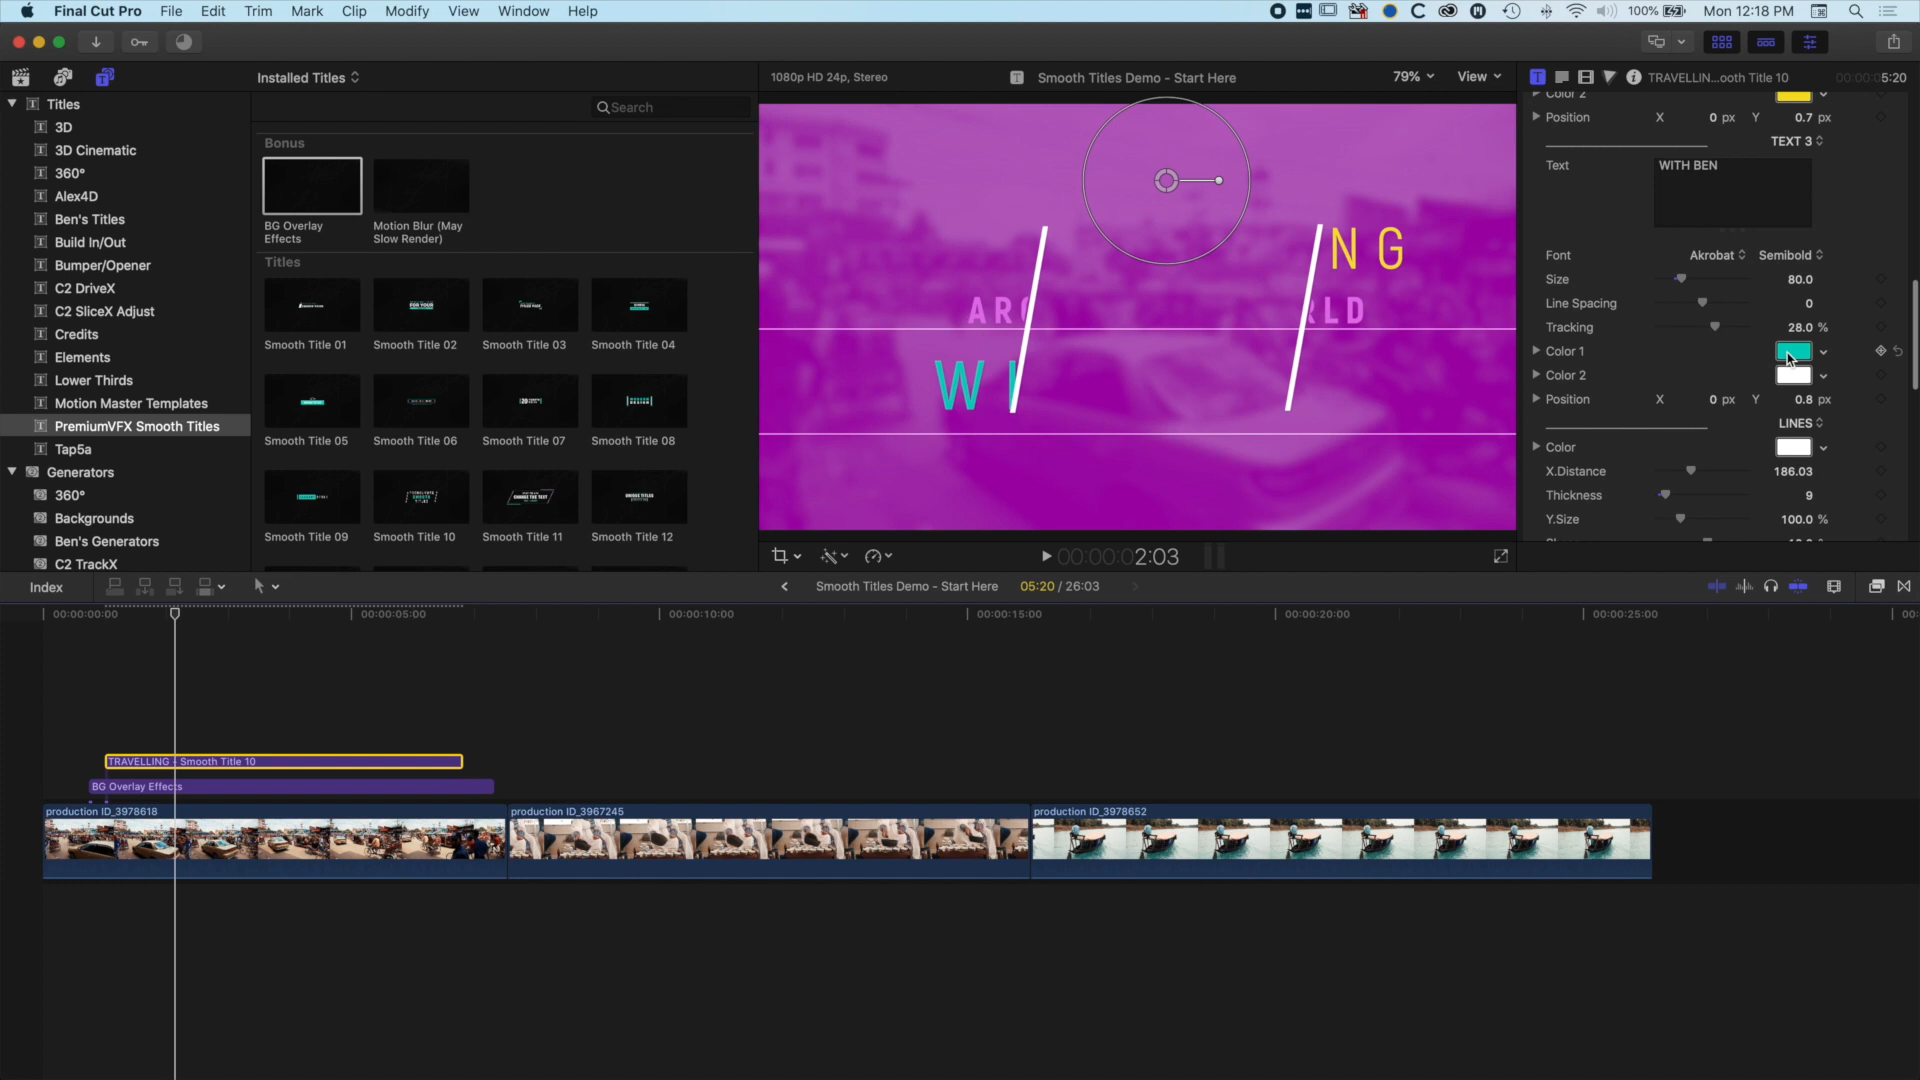 Final Cut Pro File Edit Trim Mark Clip Modify View Window Help
100% Mon 12:18 PM
Installed Titles
1080p HD 24p, Stereo
Smooth Titles Demo - Start Here
79% View
TRAVELLIN...ooth Title 10
00:00:05:20
Titles
3D
3D Cinematic
360°
Alex4D
Ben's Titles
Build In/Out
Bumper/Opener
C2 DriveX
C2 SliceX Adjust
Credits
Elements
Lower Thirds
Motion Master Templates
PremiumVFX Smooth Titles
Tap5a
Generators
360°
Backgrounds
Ben's Generators
C2 TrackX
Search
Bonus
BG Overlay Effects
Motion Blur (May Slow Render)
Titles
Smooth Title 01
Smooth Title 02
Smooth Title 03
Smooth Title 04
Smooth Title 05
Smooth Title 06
Smooth Title 07
Smooth Title 08
Smooth Title 09
Smooth Title 10
Smooth Title 11
Smooth Title 12
NG
ARO RLD
WI
00:00:02:03
Color 2
Position X 0 px Y 0.7 px
TEXT 3
Text WITH BEN
Font Akrobat Semibold
Size 80.0
Line Spacing 0
Tracking 28.0 %
Color 1
Color 2
Position X 0 px Y 0.8 px
LINES
Color
X.Distance 186.03
Thickness 9
Y.Size 100.0 %
Index
Smooth Titles Demo - Start Here 05:20 / 26:03
00:00:00:00
00:00:05:00
00:00:10:00
00:00:15:00
00:00:20:00
00:00:25:00
00:
TRAVELLING - Smooth Title 10
BG Overlay Effects
production ID_3978618
production ID_3967245
production ID_3978652